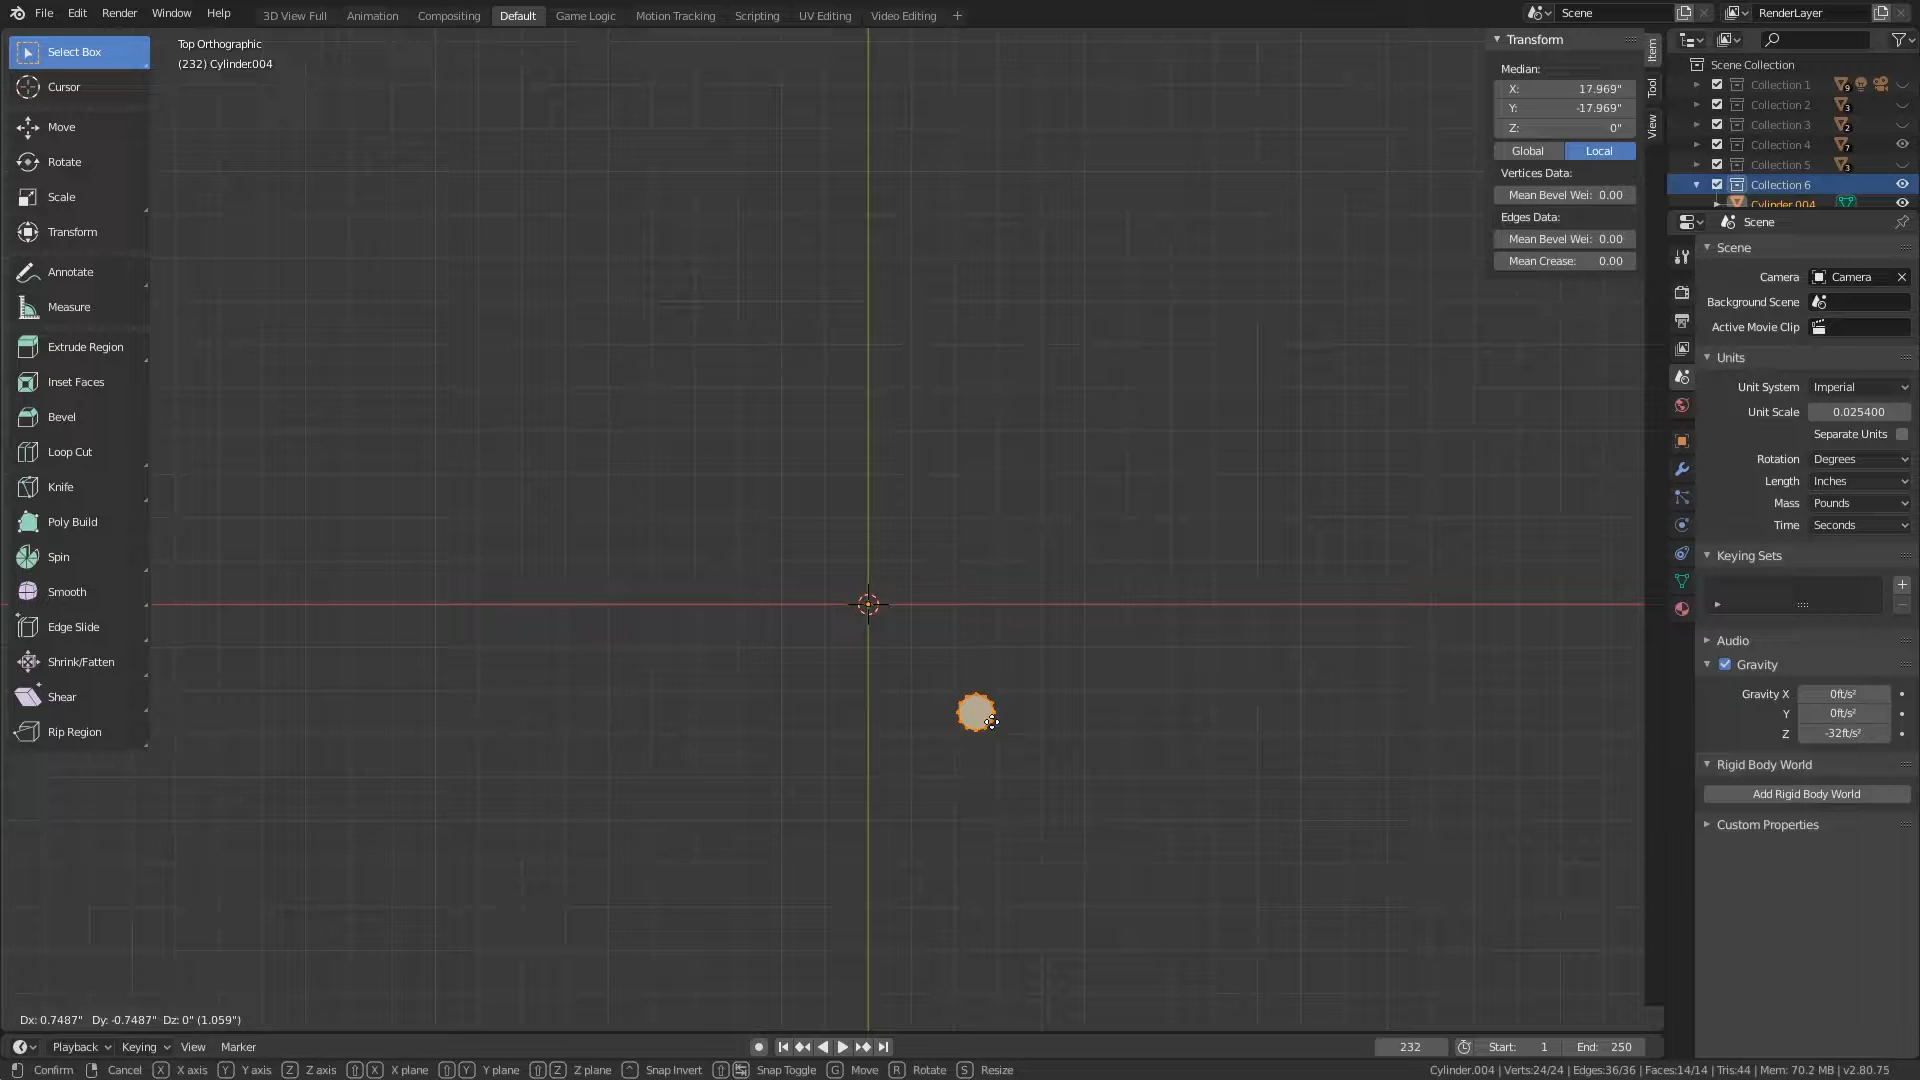 File Edit Render Window Help 3D View Full Animation Compositing Default Game Logic Motion Tracking Scripting UV Editing Video Editing + Scene RenderLayer
Select Box
Cursor
Move
Rotate
Scale
Transform
Annotate
Measure
Extrude Region
Inset Faces
Bevel
Loop Cut
Knife
Poly Build
Spin
Smooth
Edge Slide
Shrink/Fatten
Shear
Rip Region
Top Orthographic
(232) Cylinder.004
Transform
Median:
X: 17.969"
Y: -17.969"
Z: 0"
Global Local
Vertices Data:
Mean Bevel Wei: 0.00
Edges Data:
Mean Bevel Wei: 0.00
Mean Crease: 0.00
Item
Tool
View
Scene Collection
Collection 1 9
Collection 2 3
Collection 3 2
Collection 4 7
Collection 5 3
Collection 6
Cylinder.004
Scene
Scene
Camera Camera
Background Scene
Active Movie Clip
Units
Unit System Imperial
Unit Scale 0.025400
Separate Units
Rotation Degrees
Length Inches
Mass Pounds
Time Seconds
Keying Sets
Audio
Gravity
Gravity X 0ft/s²
Y 0ft/s²
Z -32ft/s²
Rigid Body World
Add Rigid Body World
Custom Properties
Dx: 0.7487" Dy: -0.7487" Dz: 0" (1.059")
Playback Keying View Marker 232 Start: 1 End: 250
Confirm Cancel X X axis Y Y axis Z Z axis X X plane Y Y plane Z Z plane ^ Snap Invert Snap Toggle G Move R Rotate S Resize Cylinder.004 | Verts:24/24 | Edges:36/36 | Faces:14/14 | Tris:44 | Mem: 70.2 MB | v2.80.75